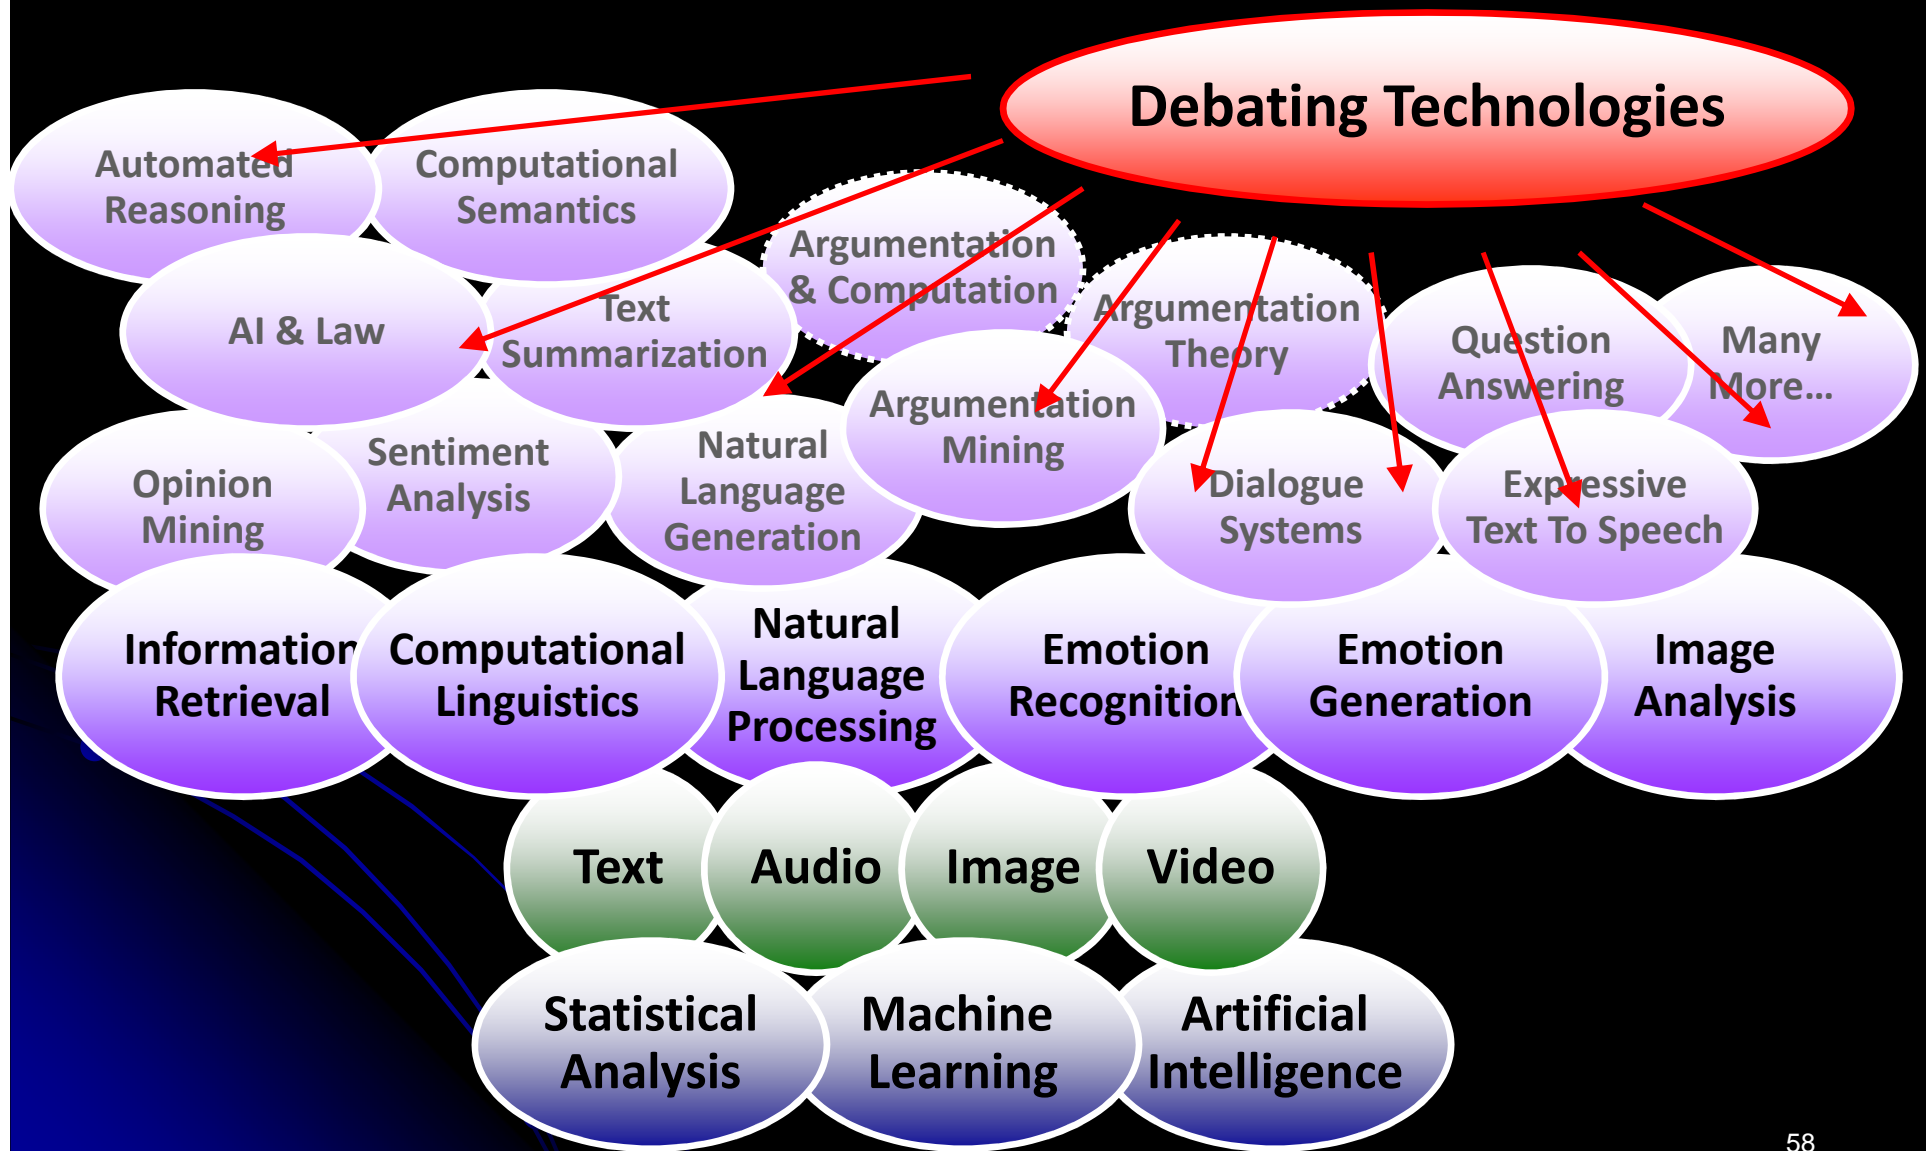 Debating Technologies
Automated
Reasoning
Computational
Semantics
Argumentation
& Computation
Argumentation
Theory
AI & Law
Text
Summarization
Question
Answering
Many
More...
Argumentation
Mining
Opinion
Mining
Sentiment
Analysis
Natural
Language
Generation
Dialogue
Systems
Expressive
Text To Speech
Information
Retrieval
Computational
Linguistics
Natural
Language
Processing
Emotion
Recognition
Emotion
Generation
Image
Analysis
Text
Audio
Image
Video
Statistical
Analysis
Machine
Learning
Artificial
Intelligence
58